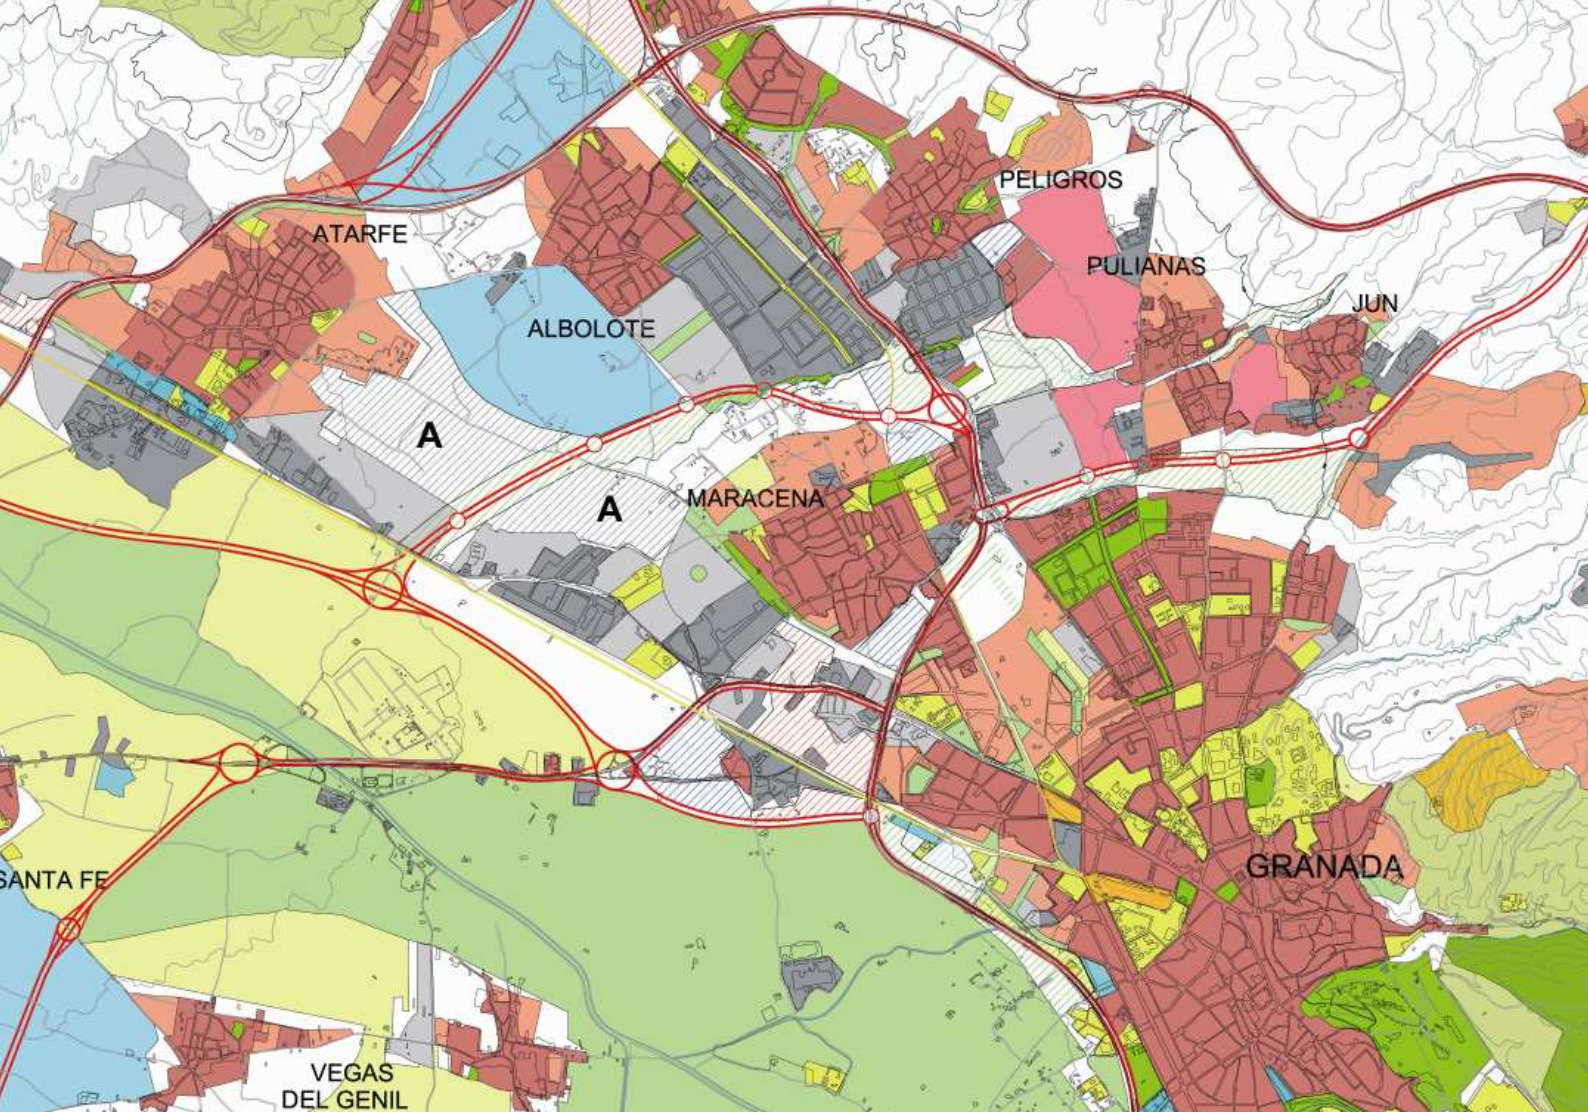 PELIGROS
ATARFE
PULIANAS
JUN
ALBOLOTE
A
MARACENA
A
GRANADA
SANTA FE
VEGAS
DEL GENIL